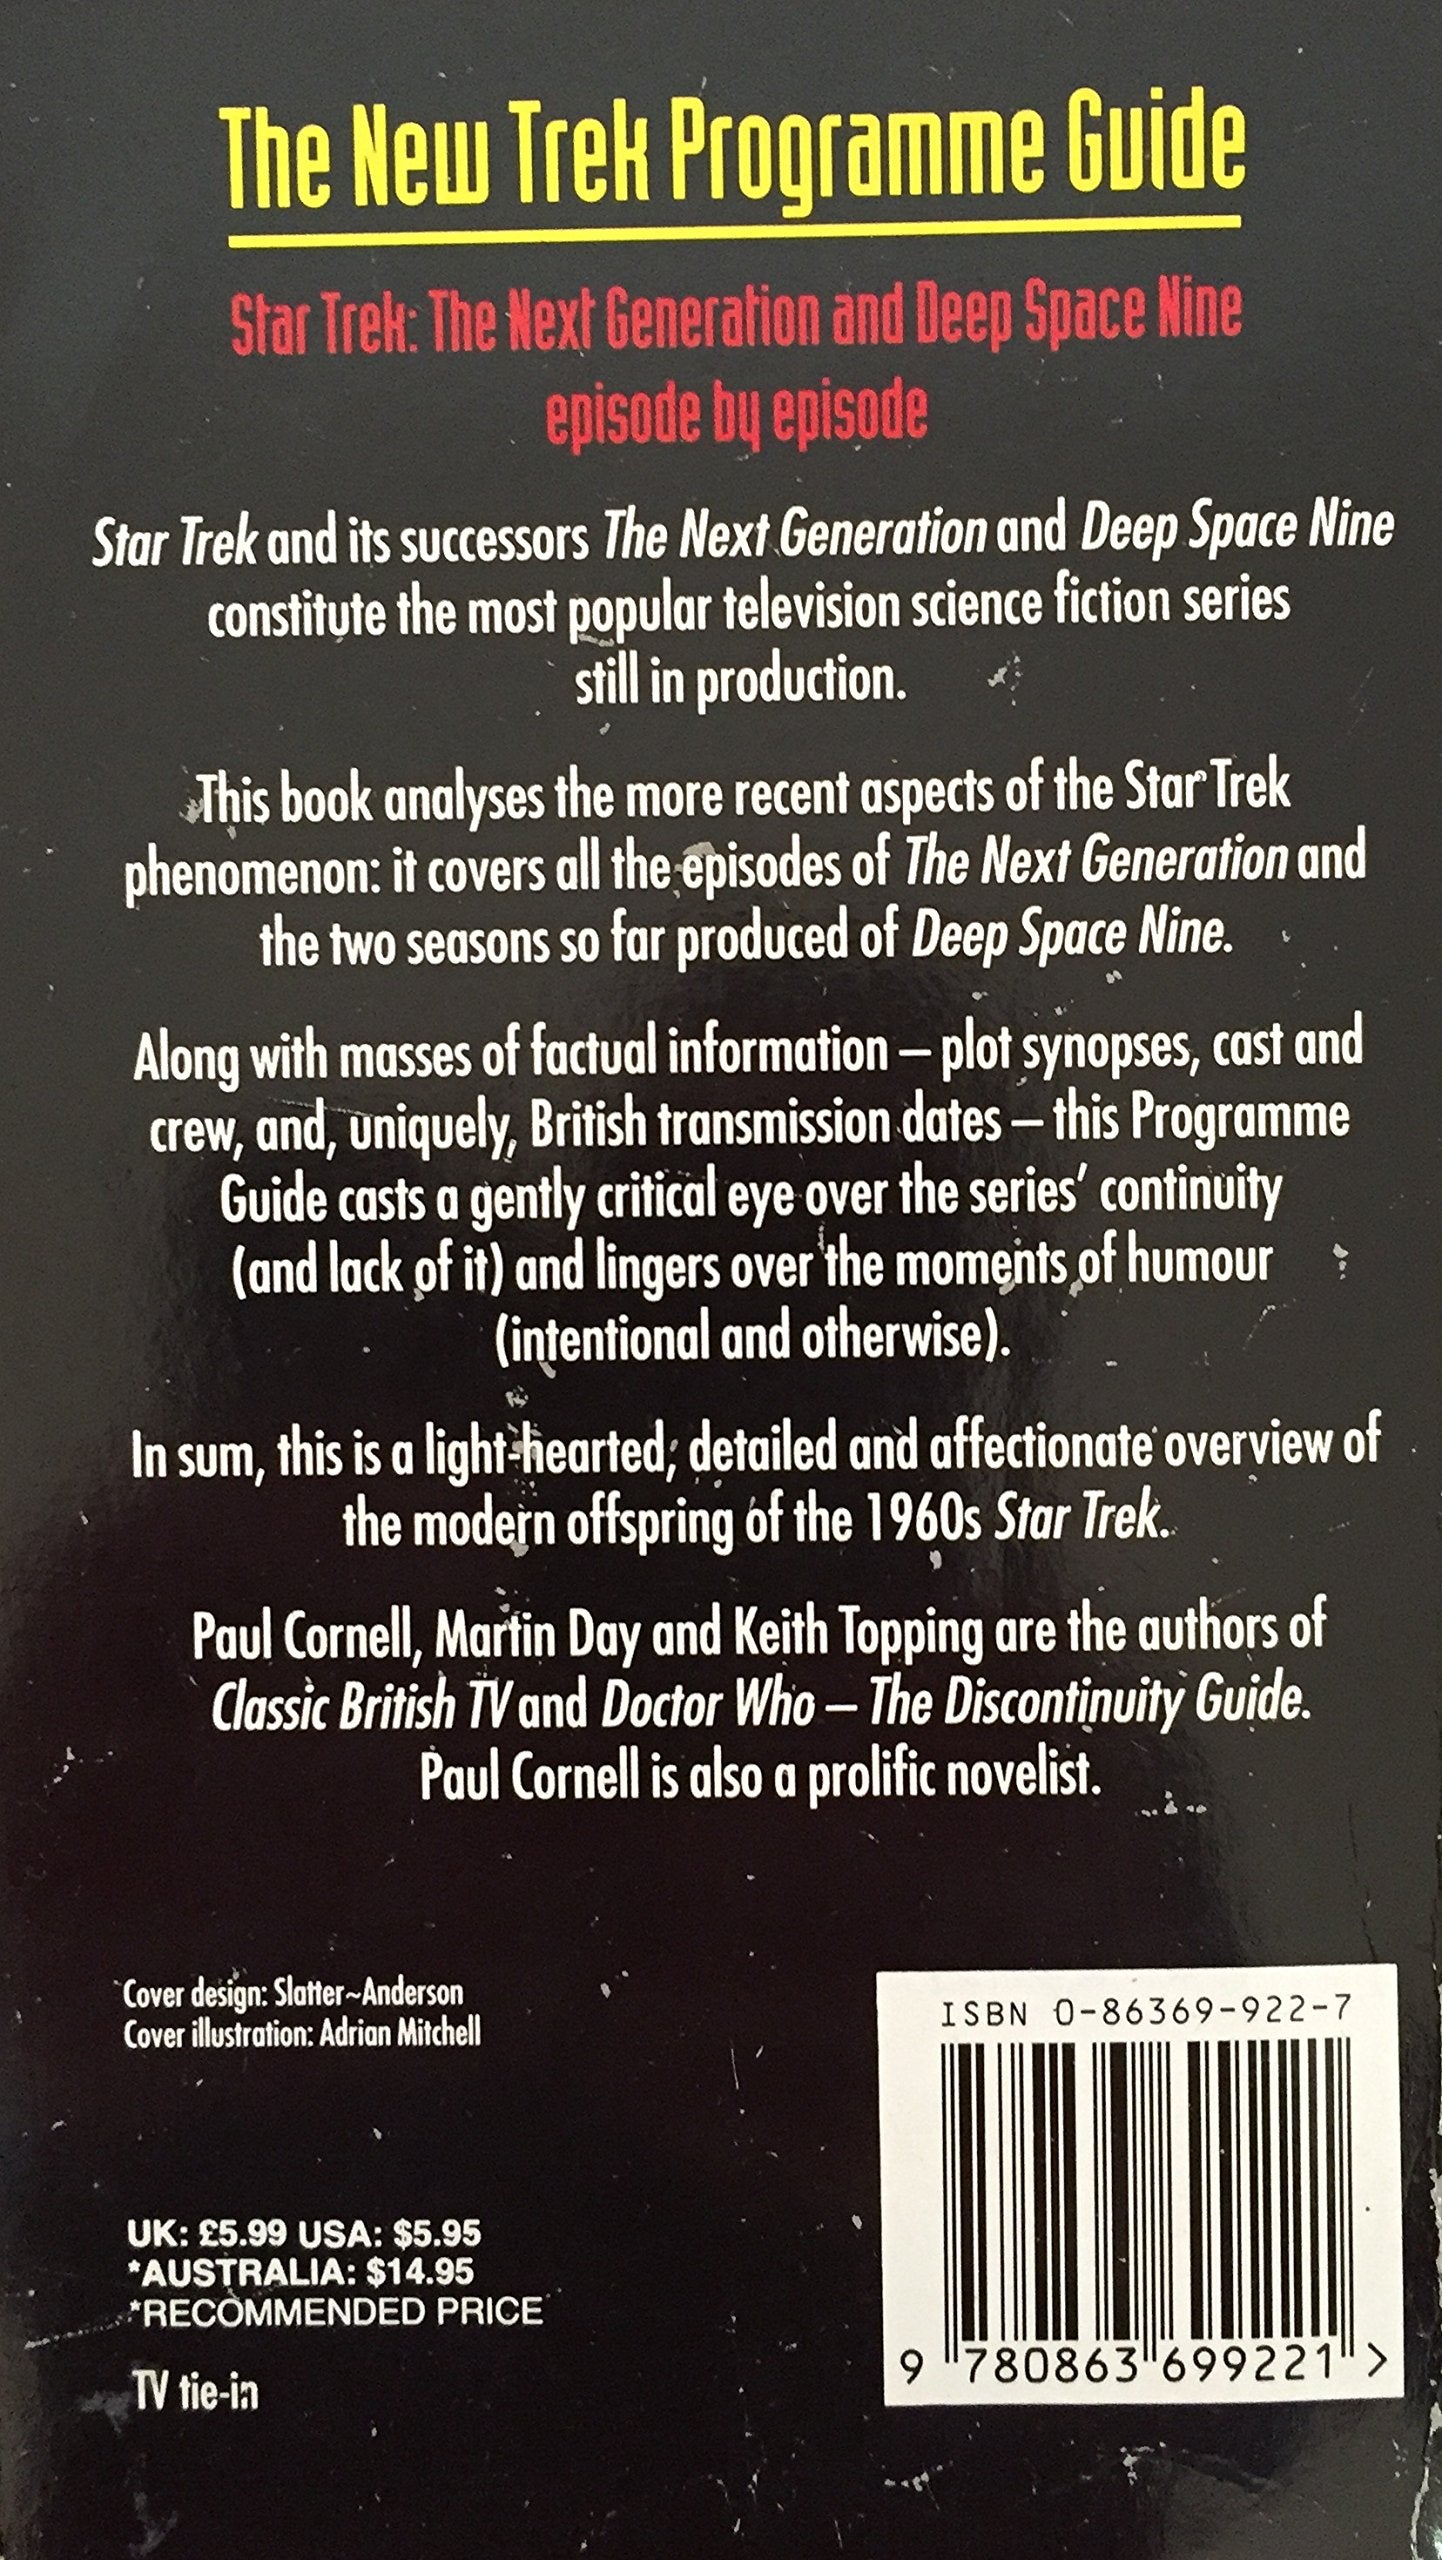 The New Trek Programme Guide
Star Trek: The Next Generation and Deep Space Nine
episode by episode
Star Trek and its successors The Next Generation and Deep Space Nine
constitute the most popular television science fiction series
still in production.
This book analyses the more recent aspects of the Star Trek
phenomenon: it covers all the episodes of The Next Generation and
the two seasons so far produced of Deep Space Nine.
Along with masses of factual information – plot synopses, cast and
crew, and, uniquely, British transmission dates – this Programme
Guide casts a gently critical eye over the series’ continuity
(and lack of it) and lingers over the moments of humour
(intentional and otherwise).
In sum, this is a light-hearted, detailed and affectionate overview of
the modern offspring of the 1960s Star Trek.
Paul Cornell, Martin Day and Keith Topping are the authors of
Classic British TV and Doctor Who – The Discontinuity Guide.
Paul Cornell is also a prolific novelist.
Cover design: Slatter~Anderson
Cover illustration: Adrian Mitchell
UK: £5.99 USA: $5.95
*AUSTRALIA: $14.95
*RECOMMENDED PRICE
TV tie-in
ISBN 0-86369-922-7
9 780863 699221 >